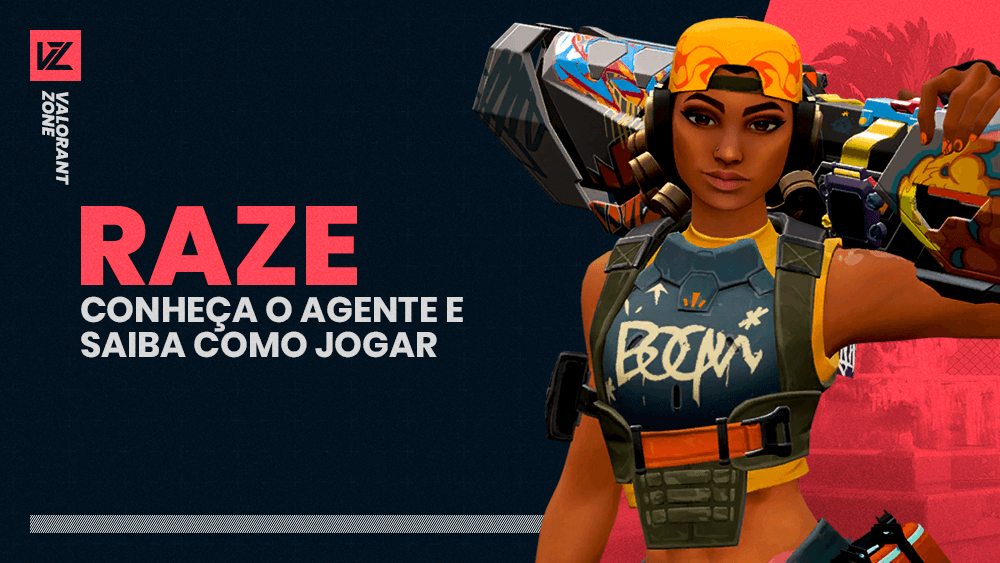 VZ
VALORANT
ZONE
RAZE
CONHEÇA O AGENTE E
SAIBA COMO JOGAR
BOOM